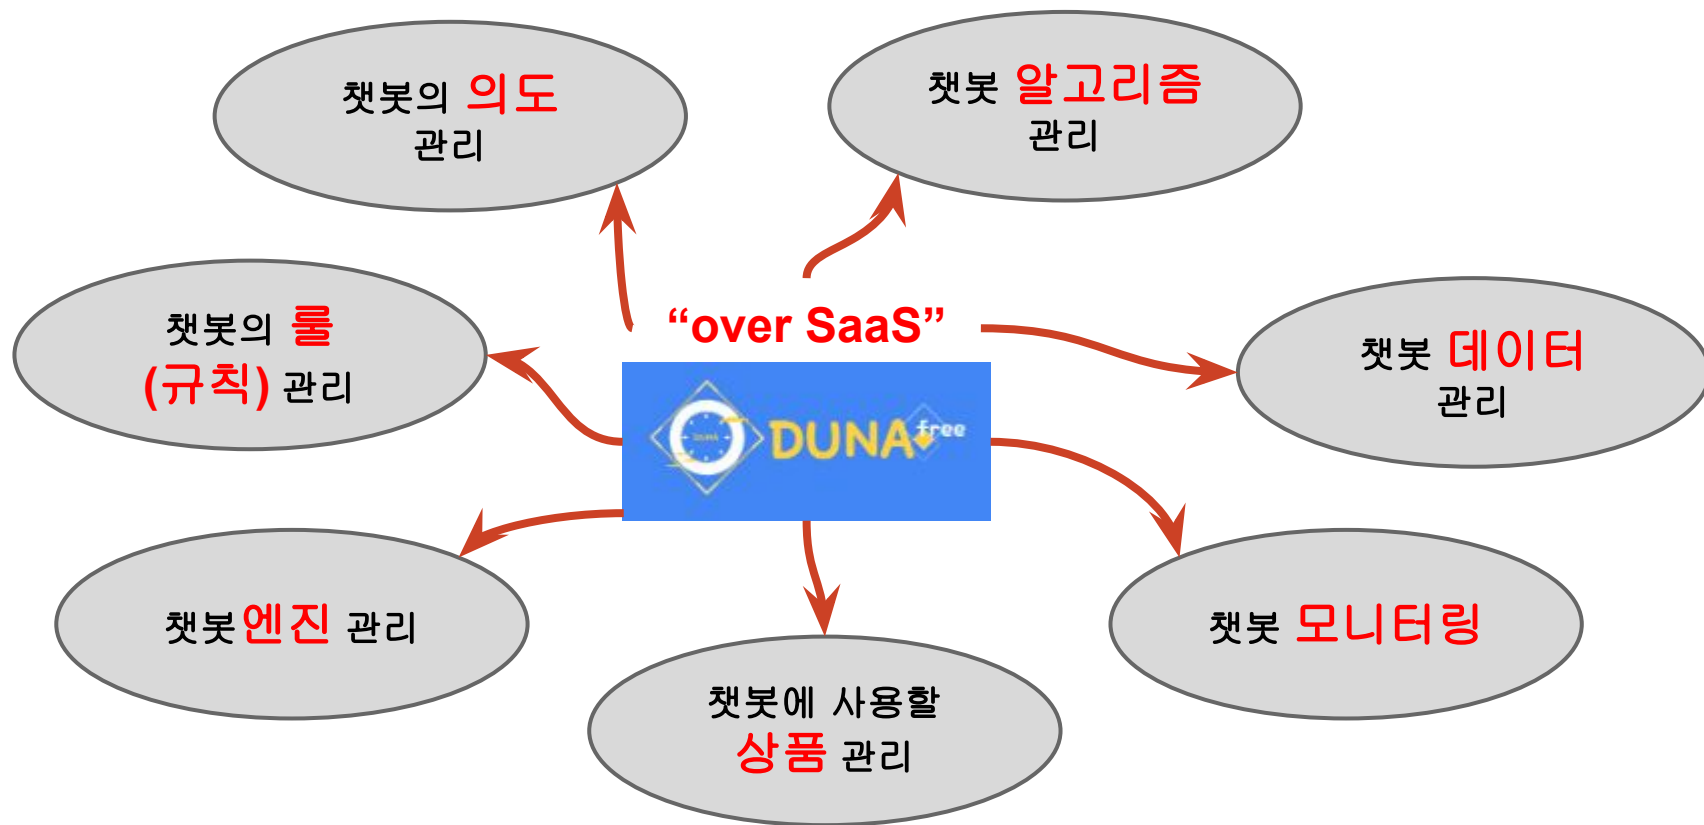 챗봇의 의도
관리
챗봇 알고리즘
관리
챗봇의 룰
(규칙) 관리
“over SaaS”
챗봇 데이터
관리
DUNA
DUNA free
챗봇엔진 관리
챗봇에 사용할
상품 관리
챗봇 모니터링